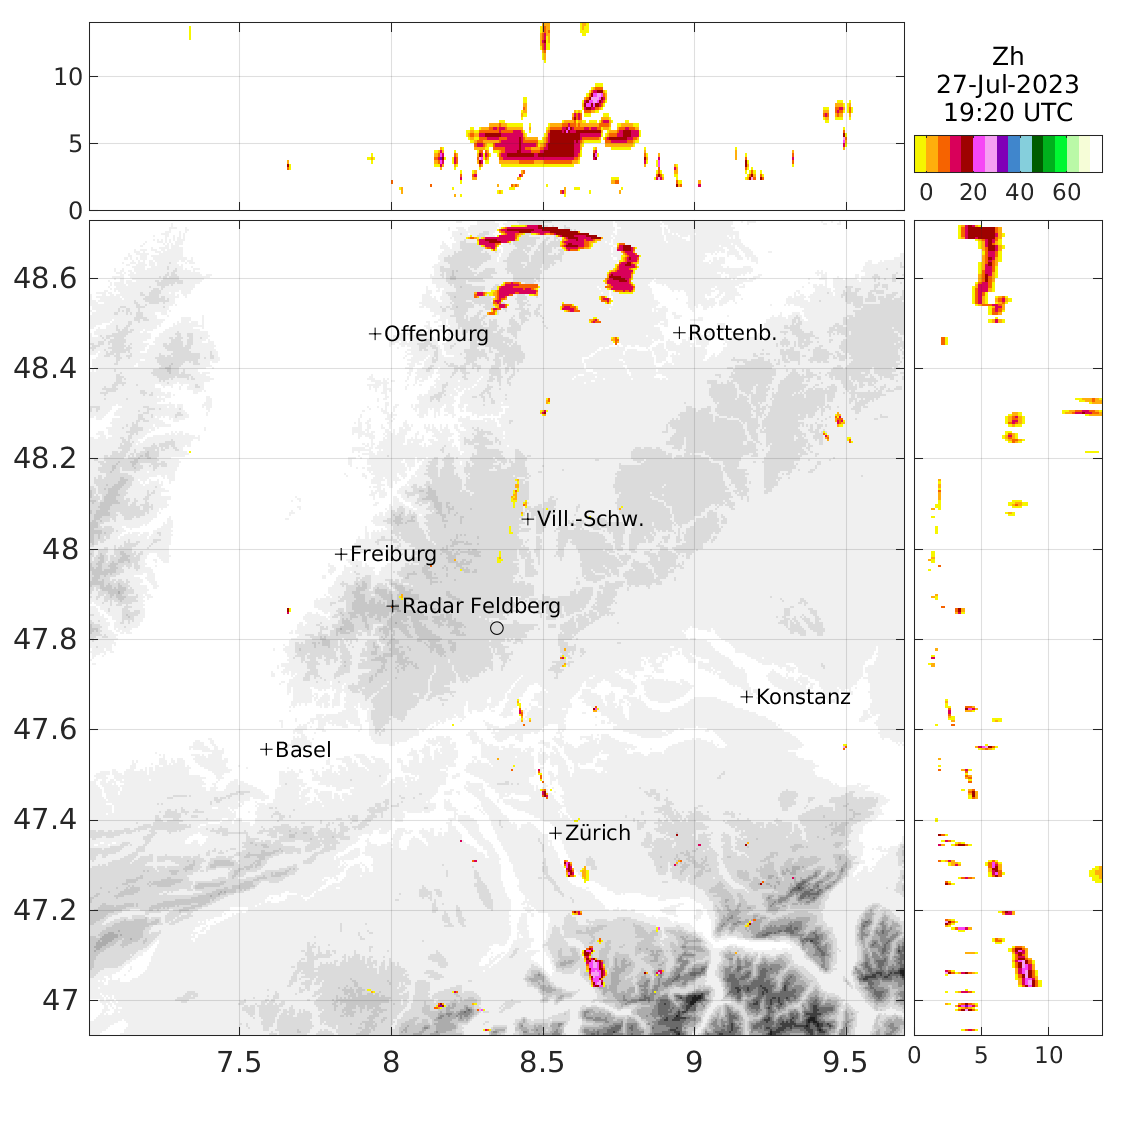 10
5
0
Zh
27-Jul-2023
19:20 UTC
0 20 40 60
48.6
48.4
48.2
48
47.8
47.6
47.4
47.2
47
Offenburg
Rottenb.
Vill.-Schw.
Freiburg
Radar Feldberg
Konstanz
Basel
Zürich
7.5 8 8.5 9 9.5
0 5 10